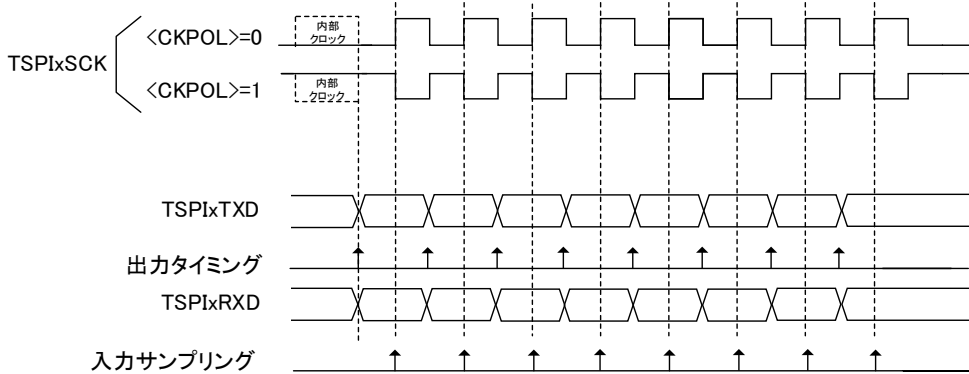 TSPIxSCK
<CKPOL>=0
内部
クロック
<CKPOL>=1
内部
クロック
TSPIxTXD
出力タイミング
TSPIxRXD
入力サンプリング